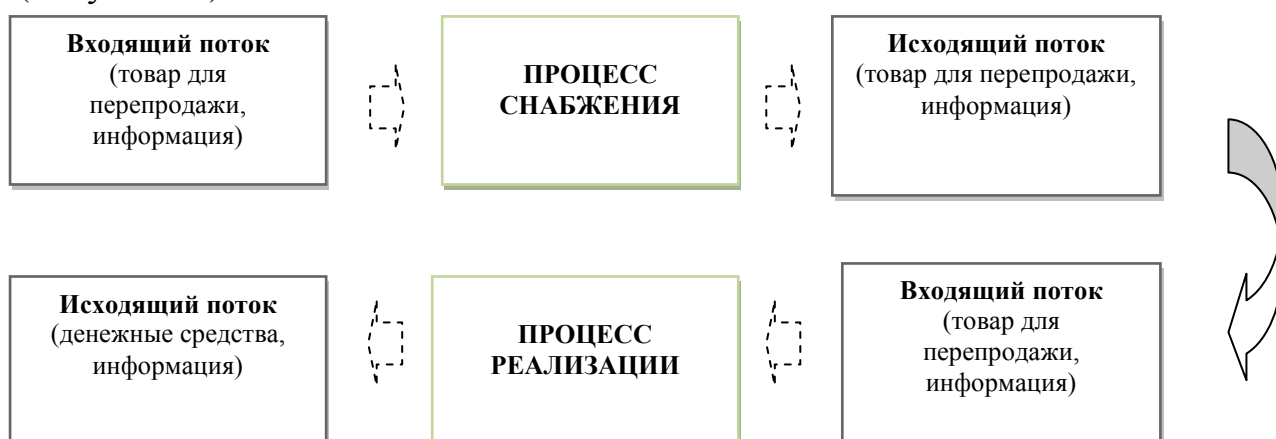 Входящий поток
(товар для
перепродажи,
информация)
ПРОЦЕСС
СНАБЖЕНИЯ
Исходящий поток
(товар для перепродажи,
информация)
Исходящий поток
(денежные средства,
информация)
ПРОЦЕСС
РЕАЛИЗАЦИИ
Входящий поток
(товар для
перепродажи,
информация)